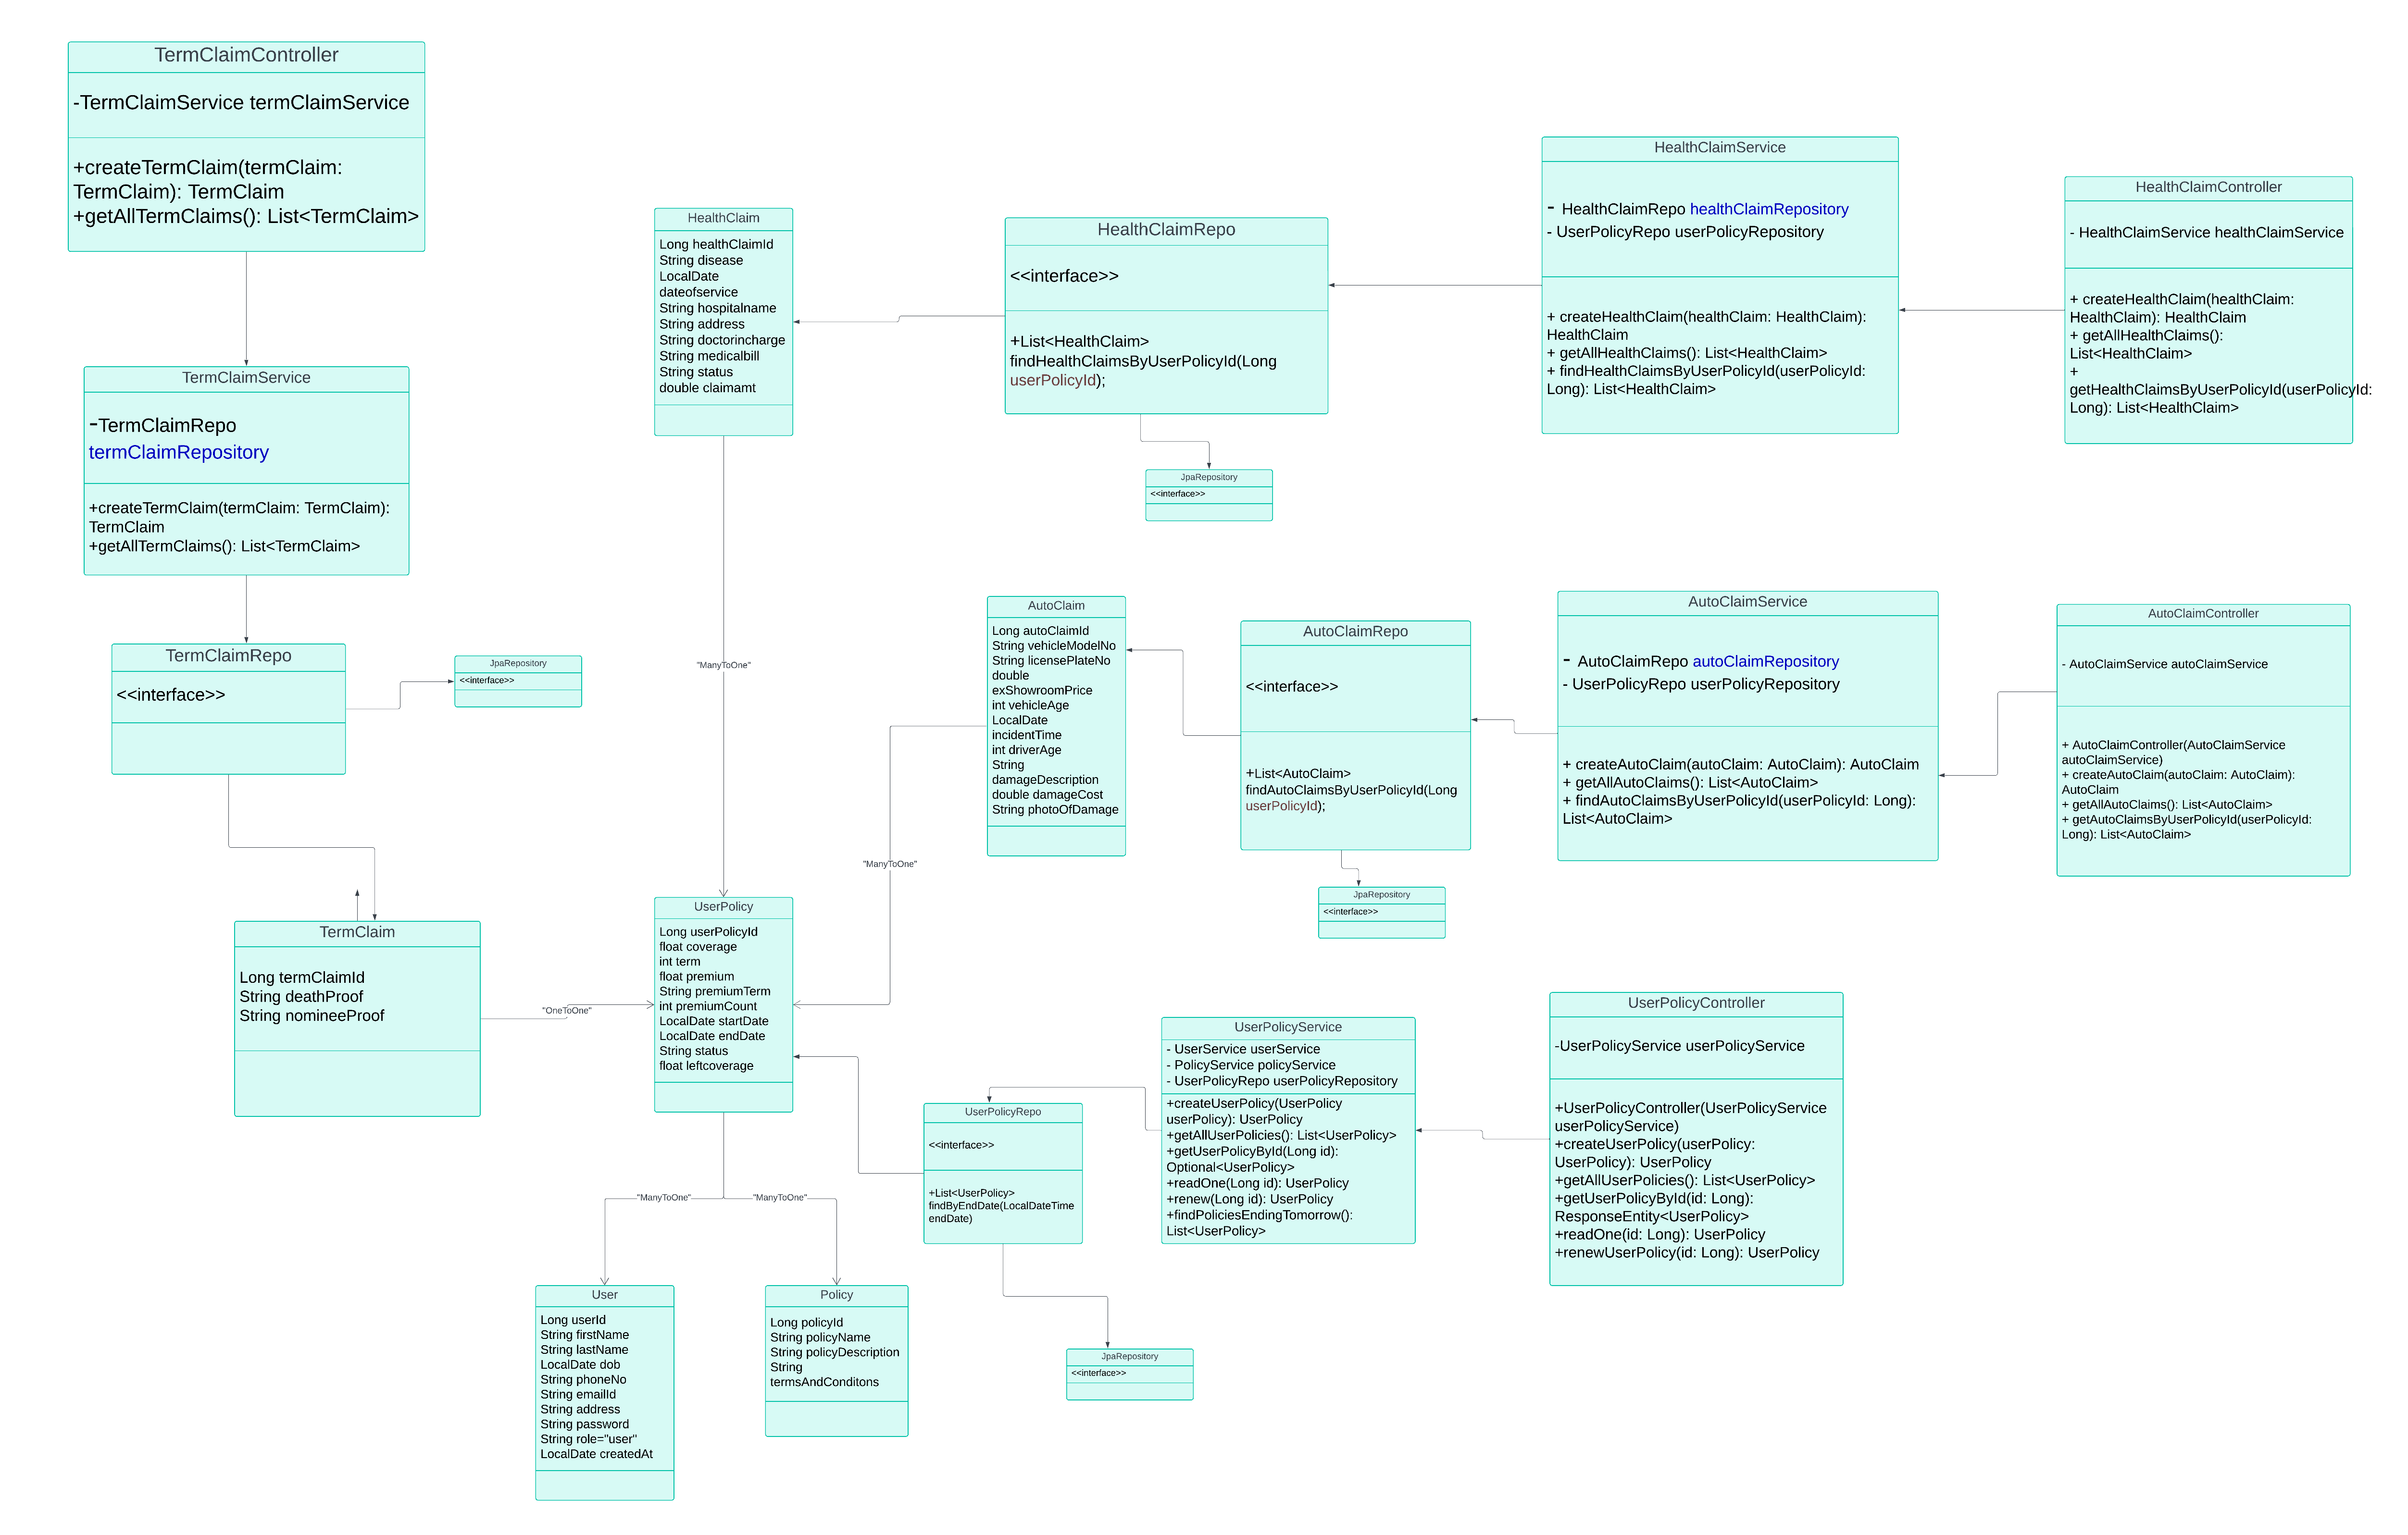 TermClaimController
-TermClaimService termClaimService
+createTermClaim(termClaim:
TermClaim): TermClaim
+getAllTermClaims(): List<TermClaim>
TermClaimService
-TermClaimRepo
termClaimRepository
+createTermClaim(termClaim: TermClaim):
TermClaim
+getAllTermClaims(): List<TermClaim>
TermClaimRepo
<<interface>>
JpaRepository
<<interface>>
TermClaim
Long termClaimId
String deathProof
String nomineeProof
"OneToOne"
HealthClaim
Long healthClaimId
String disease
LocalDate
dateofservice
String hospitalname
String address
String doctorincharge
String medicalbill
String status
double claimamt
"ManyToOne"
HealthClaimRepo
<<interface>>
+List<HealthClaim>
findHealthClaimsByUserPolicyId(Long
userPolicyId);
JpaRepository
<<interface>>
HealthClaimService
- HealthClaimRepo healthClaimRepository
- UserPolicyRepo userPolicyRepository
+ createHealthClaim(healthClaim: HealthClaim):
HealthClaim
+ getAllHealthClaims(): List<HealthClaim>
+ findHealthClaimsByUserPolicyId(userPolicyId:
Long): List<HealthClaim>
HealthClaimController
- HealthClaimService healthClaimService
+ createHealthClaim(healthClaim:
HealthClaim): HealthClaim
+ getAllHealthClaims():
List<HealthClaim>
+
getHealthClaimsByUserPolicyId(userPolicyId:
Long): List<HealthClaim>
AutoClaim
Long autoClaimId
String vehicleModelNo
String licensePlateNo
double
exShowroomPrice
int vehicleAge
LocalDate
incidentTime
int driverAge
String
damageDescription
double damageCost
String photoOfDamage
"ManyToOne"
AutoClaimRepo
<<interface>>
+List<AutoClaim>
findAutoClaimsByUserPolicyId(Long
userPolicyId);
JpaRepository
<<interface>>
AutoClaimService
- AutoClaimRepo autoClaimRepository
- UserPolicyRepo userPolicyRepository
+ createAutoClaim(autoClaim: AutoClaim): AutoClaim
+ getAllAutoClaims(): List<AutoClaim>
+ findAutoClaimsByUserPolicyId(userPolicyId: Long):
List<AutoClaim>
AutoClaimController
- AutoClaimService autoClaimService
+ AutoClaimController(AutoClaimService
autoClaimService)
+ createAutoClaim(autoClaim: AutoClaim):
AutoClaim
+ getAllAutoClaims(): List<AutoClaim>
+ getAutoClaimsByUserPolicyId(userPolicyId:
Long): List<AutoClaim>
UserPolicy
Long userPolicyId
float coverage
int term
float premium
String premiumTerm
int premiumCount
LocalDate startDate
LocalDate endDate
String status
float leftcoverage
"ManyToOne"
"ManyToOne"
User
Long userId
String firstName
String lastName
LocalDate dob
String phoneNo
String emailId
String address
String password
String role="user"
LocalDate createdAt
Policy
Long policyId
String policyName
String policyDescription
String
termsAndConditons
UserPolicyRepo
<<interface>>
+List<UserPolicy>
findByEndDate(LocalDateTime
endDate)
JpaRepository
<<interface>>
UserPolicyService
- UserService userService
- PolicyService policyService
- UserPolicyRepo userPolicyRepository
+createUserPolicy(UserPolicy
userPolicy): UserPolicy
+getAllUserPolicies(): List<UserPolicy>
+getUserPolicyById(Long id):
Optional<UserPolicy>
+readOne(Long id): UserPolicy
+renew(Long id): UserPolicy
+findPoliciesEndingTomorrow():
List<UserPolicy>
UserPolicyController
-UserPolicyService userPolicyService
+UserPolicyController(UserPolicyService
userPolicyService)
+createUserPolicy(userPolicy:
UserPolicy): UserPolicy
+getAllUserPolicies(): List<UserPolicy>
+getUserPolicyById(id: Long):
ResponseEntity<UserPolicy>
+readOne(id: Long): UserPolicy
+renewUserPolicy(id: Long): UserPolicy